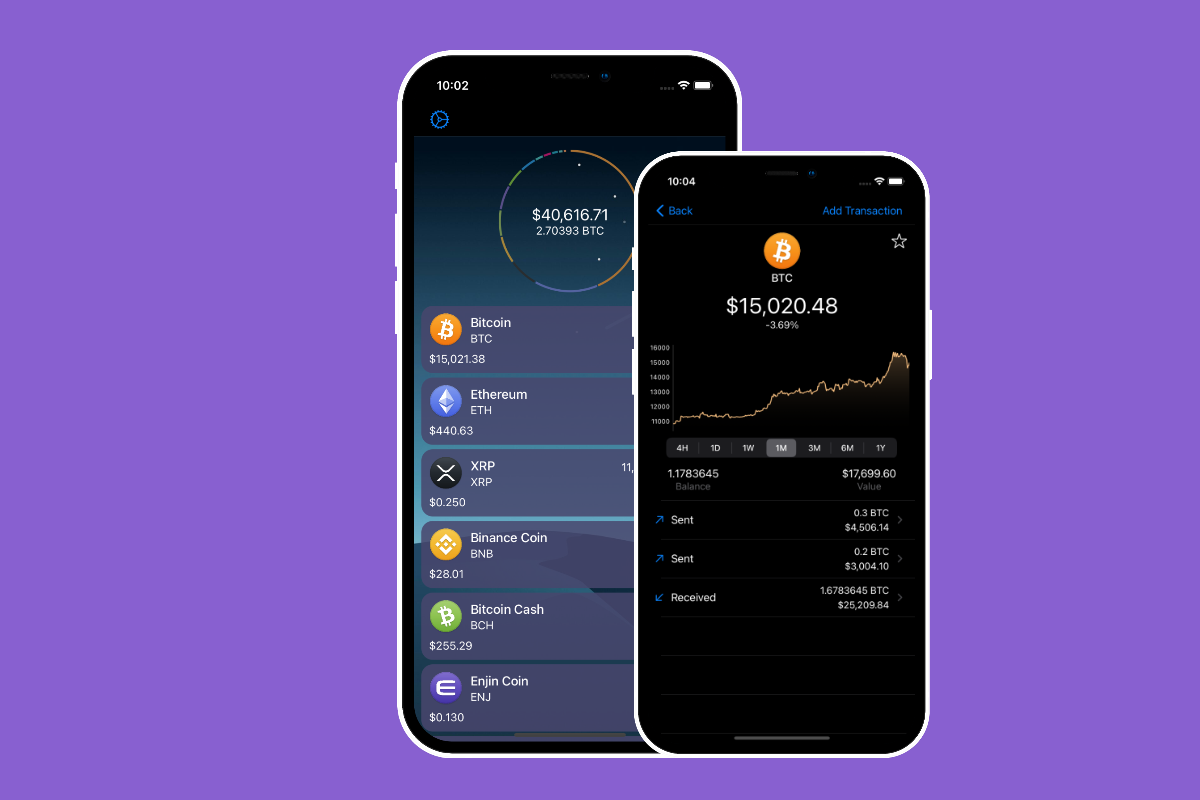 10:02
$40,616.71
2.70393 BTC
Bitcoin
BTC
$15,021.38
Ethereum
ETH
$440.63
XRP
11,
XRP
$0.250
Binance Coin
BNB
$28.01
Bitcoin Cash
BCH
$255.29
Enjin Coin
ENJ
$0.130
10:04
Back
Add Transaction
BTC
$15,020.48
-3.69%
16000
15000
14000
13000
12000
11000
4H 1D 1W 1M 3M 6M 1Y
1.1783645
$17,699.60
Balance
Value
Sent
0.3 BTC
$4,506.14
Sent
0.2 BTC
$3,004.10
Received
1.6783645 BTC
$25,209.84